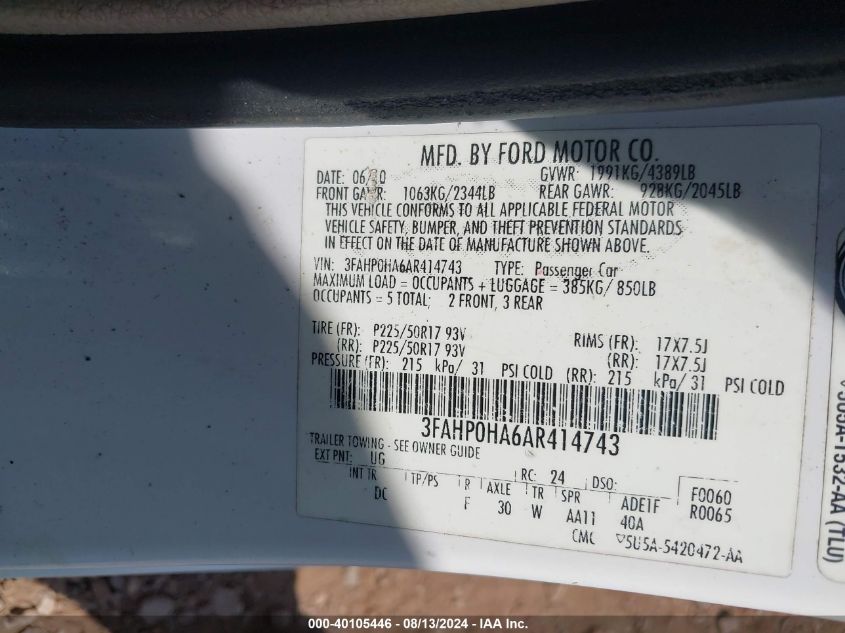 MFD. BY FORD MOTOR CO.
DATE: 06/10 GVWR: 1991KG/4389LB
FRONT GAWR: 1063KG/2344LB REAR GAWR: 928KG/2045LB
THIS VEHICLE CONFORMS TO ALL APPLICABLE FEDERAL MOTOR
VEHICLE SAFETY, BUMPER, AND THEFT PREVENTION STANDARDS
IN EFFECT ON THE DATE OF MANUFACTURE SHOWN ABOVE.
VIN: 3FAHP0HA6AR414743 TYPE: Passenger Car
MAXIMUM LOAD = OCCUPANTS + LUGGAGE = 385KG/ 850LB
OCCUPANTS = 5 TOTAL; 2 FRONT, 3 REAR
TIRE (FR): P225/50R17 93V RIMS (FR): 17X7.5J
(RR): P225/50R17 93V (RR): 17X7.5J
PRESSURE (FR): 215 kPa/ 31 PSI COLD (RR): 215 kPa/ 31 PSI COLD
3FAHP0HA6AR414743
TRAILER TOWING - SEE OWNER GUIDE
EXT PNT: UG RC: 24 DSO: F0060
INT TR TP/PS R AXLE TR SPR ADE1F R0065
DC F 30 W AA11 40A
CMC 5U5A-5420472-AA
1532-AA (TLU)
000-40105446 - 08/13/2024 - IAA Inc.